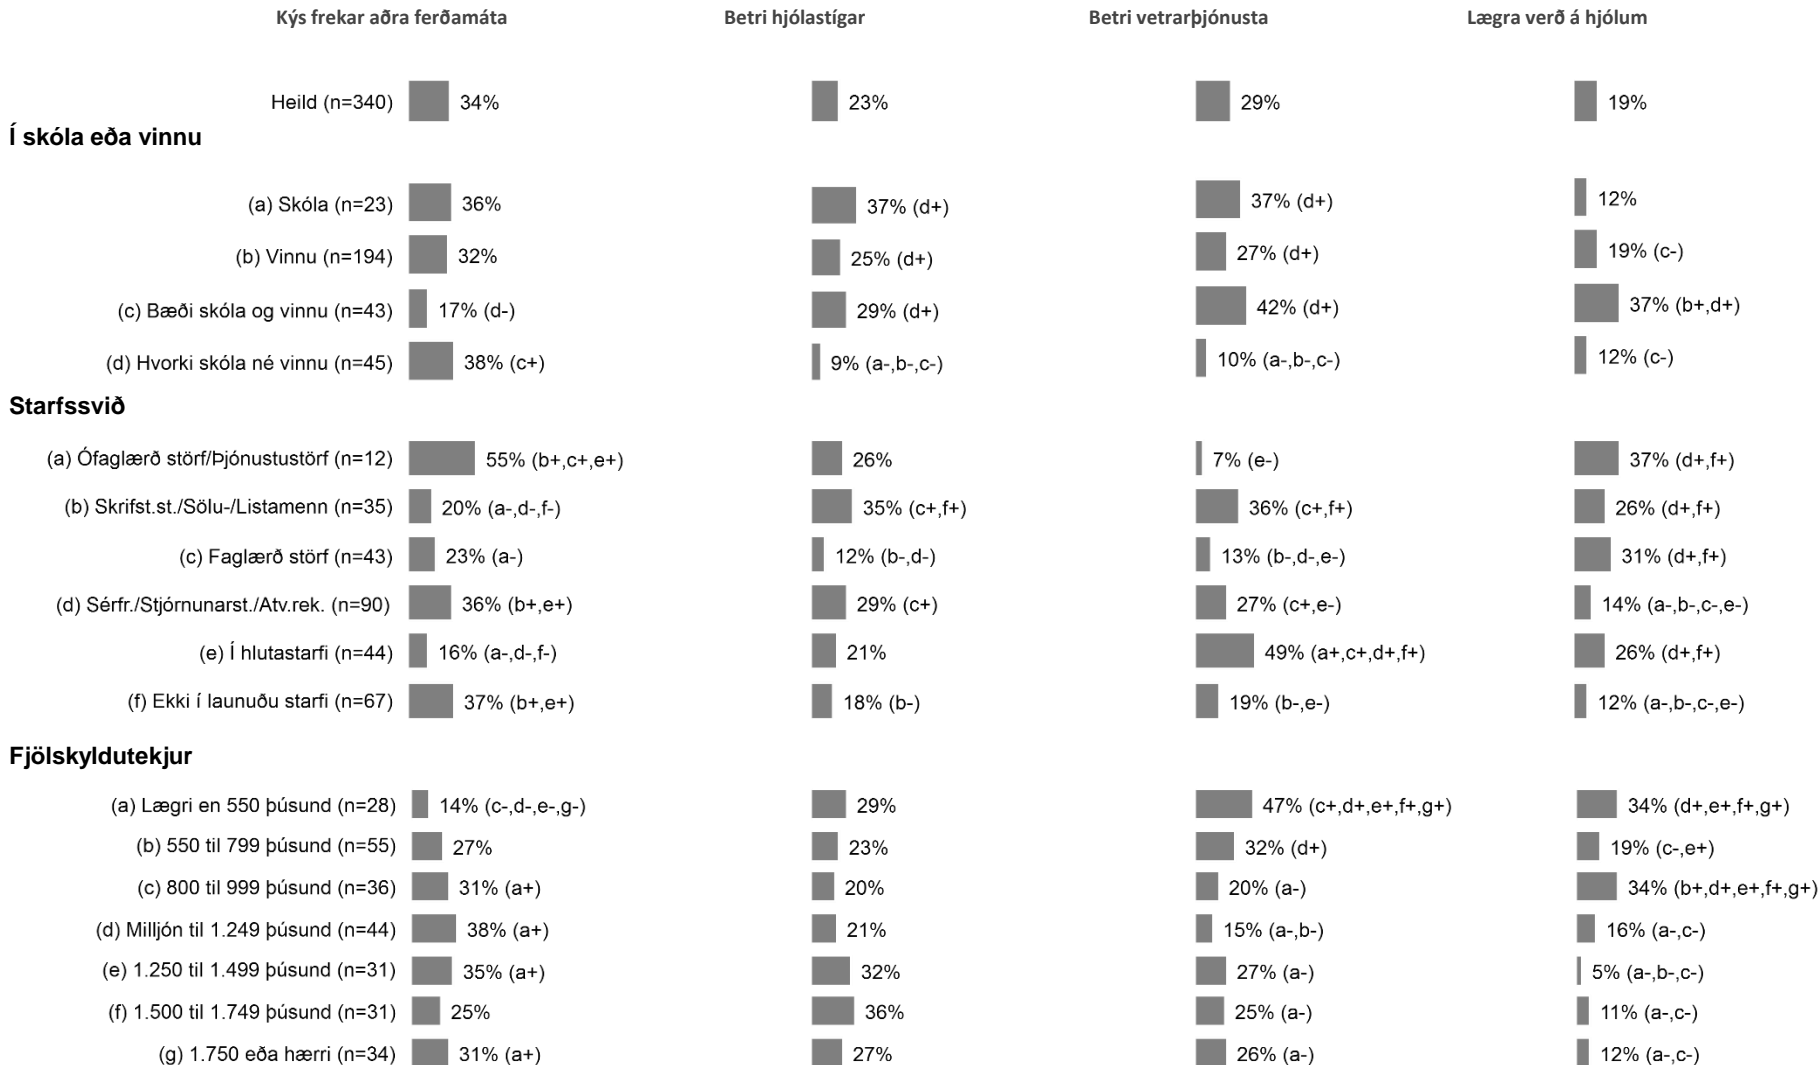 Kýs frekar aðra ferðamáta Betri hjólastígar Betri vetrarþjónusta Lægra verð á hjólum
Heild (n=340) 34% 23% 29% 19%
Í skóla eða vinnu
(a) Skóla (n=23) 36% 37% (d+) 37% (d+) 12%
(b) Vinnu (n=194) 32% 25% (d+) 27% (d+) 19% (c-)
(c) Bæði skóla og vinnu (n=43) 17% (d-) 29% (d+) 42% (d+) 37% (b+,d+)
(d) Hvorki skóla né vinnu (n=45) 38% (c+) 9% (a-,b-,c-) 10% (a-,b-,c-) 12% (c-)
Starfssvið
(a) Ófaglærð störf/Þjónustustörf (n=12) 55% (b+,c+,e+) 26% 7% (e-) 37% (d+,f+)
(b) Skrifst.st./Sölu-/Listamenn (n=35) 20% (a-,d-,f-) 35% (c+,f+) 36% (c+,f+) 26% (d+,f+)
(c) Faglærð störf (n=43) 23% (a-) 12% (b-,d-) 13% (b-,d-,e-) 31% (d+,f+)
(d) Sérfr./Stjórnunarst./Atv.rek. (n=90) 36% (b+,e+) 29% (c+) 27% (c+,e-) 14% (a-,b-,c-,e-)
(e) Í hlutastarfi (n=44) 16% (a-,d-,f-) 21% 49% (a+,c+,d+,f+) 26% (d+,f+)
(f) Ekki í launuðu starfi (n=67) 37% (b+,e+) 18% (b-) 19% (b-,e-) 12% (a-,b-,c-,e-)
Fjölskyldutekjur
(a) Lægri en 550 þúsund (n=28) 14% (c-,d-,e-,g-) 29% 47% (c+,d+,e+,f+,g+) 34% (d+,e+,f+,g+)
(b) 550 til 799 þúsund (n=55) 27% 23% 32% (d+) 19% (c-,e+)
(c) 800 til 999 þúsund (n=36) 31% (a+) 20% 20% (a-) 34% (b+,d+,e+,f+,g+)
(d) Milljón til 1.249 þúsund (n=44) 38% (a+) 21% 15% (a-,b-) 16% (a-,c-)
(e) 1.250 til 1.499 þúsund (n=31) 35% (a+) 32% 27% (a-) 5% (a-,b-,c-)
(f) 1.500 til 1.749 þúsund (n=31) 25% 36% 25% (a-) 11% (a-,c-)
(g) 1.750 eða hærri (n=34) 31% (a+) 27% 26% (a-) 12% (a-,c-)